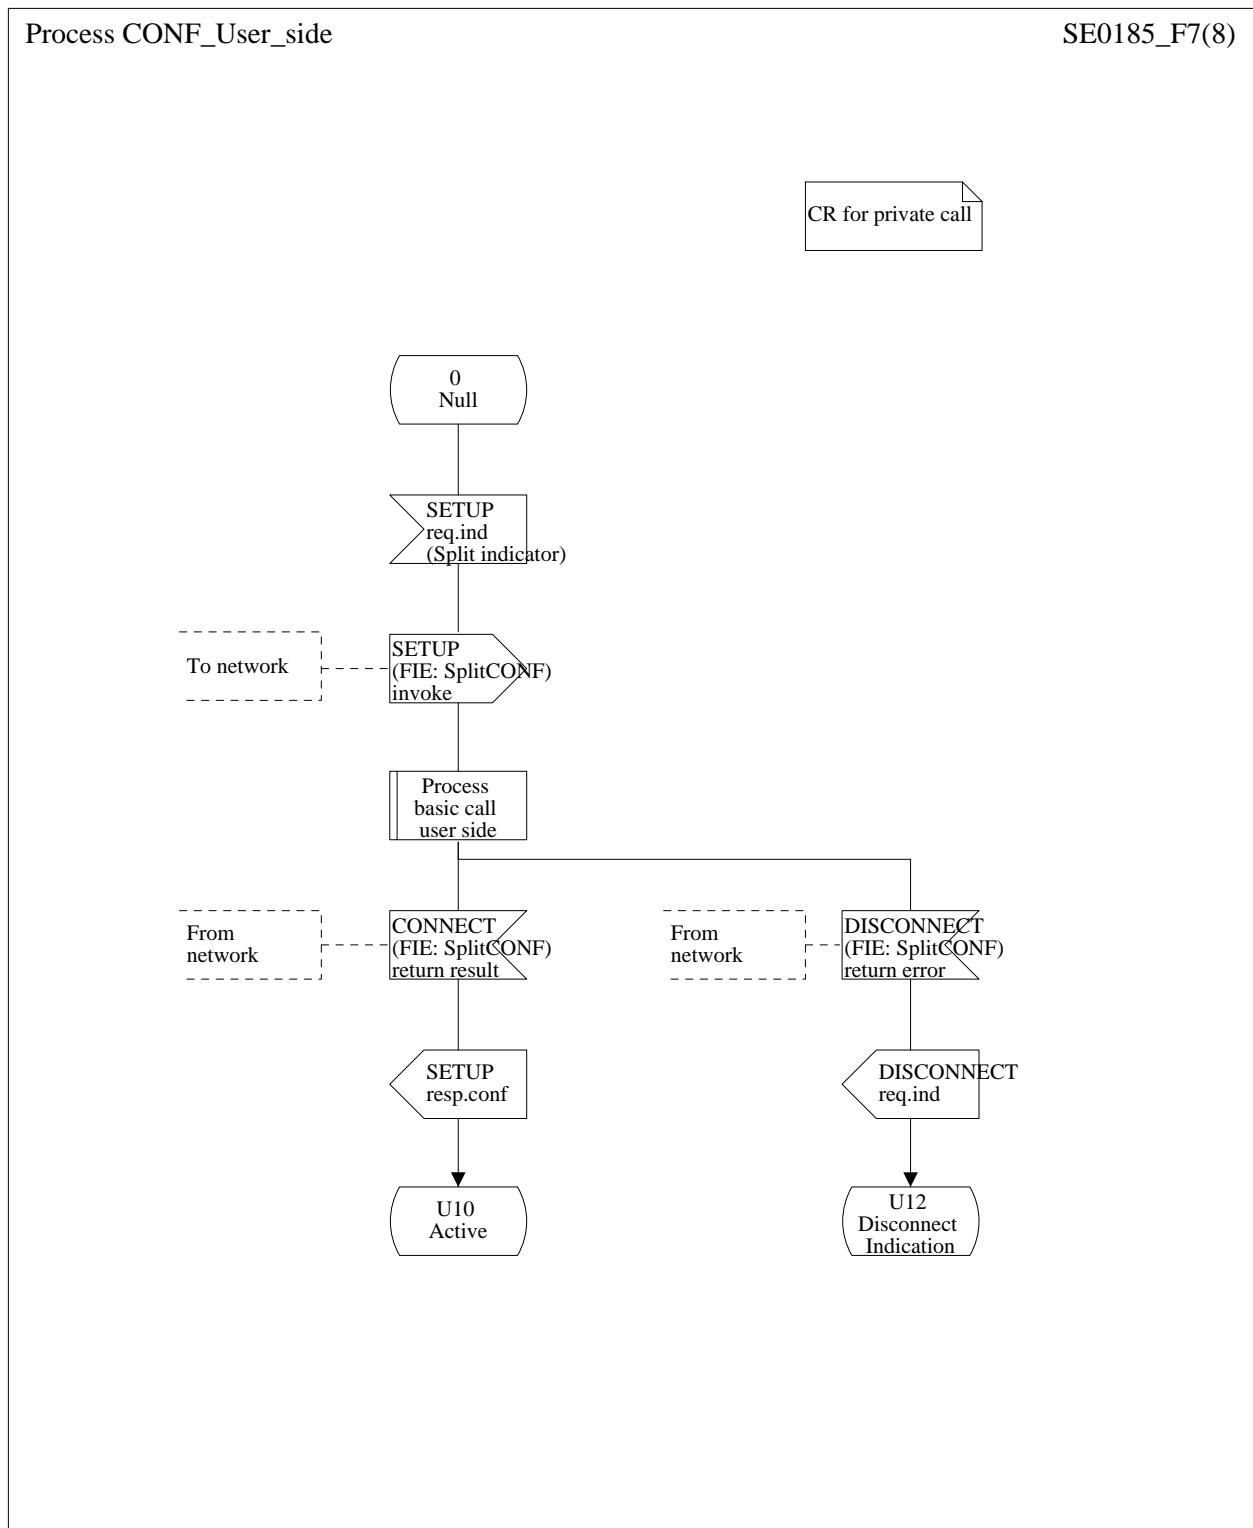 Process CONF_User_side
SE0185_F7(8)
CR for private call
0
Null
SETUP
req.ind
(Split indicator)
To network
SETUP
(FIE: SplitCONF)
invoke
Process
basic call
user side
From
network
CONNECT
(FIE: SplitCONF)
return result
From
network
DISCONNECT
(FIE: SplitCONF)
return error
SETUP
resp.conf
DISCONNECT
req.ind
U10
Active
U12
Disconnect
Indication